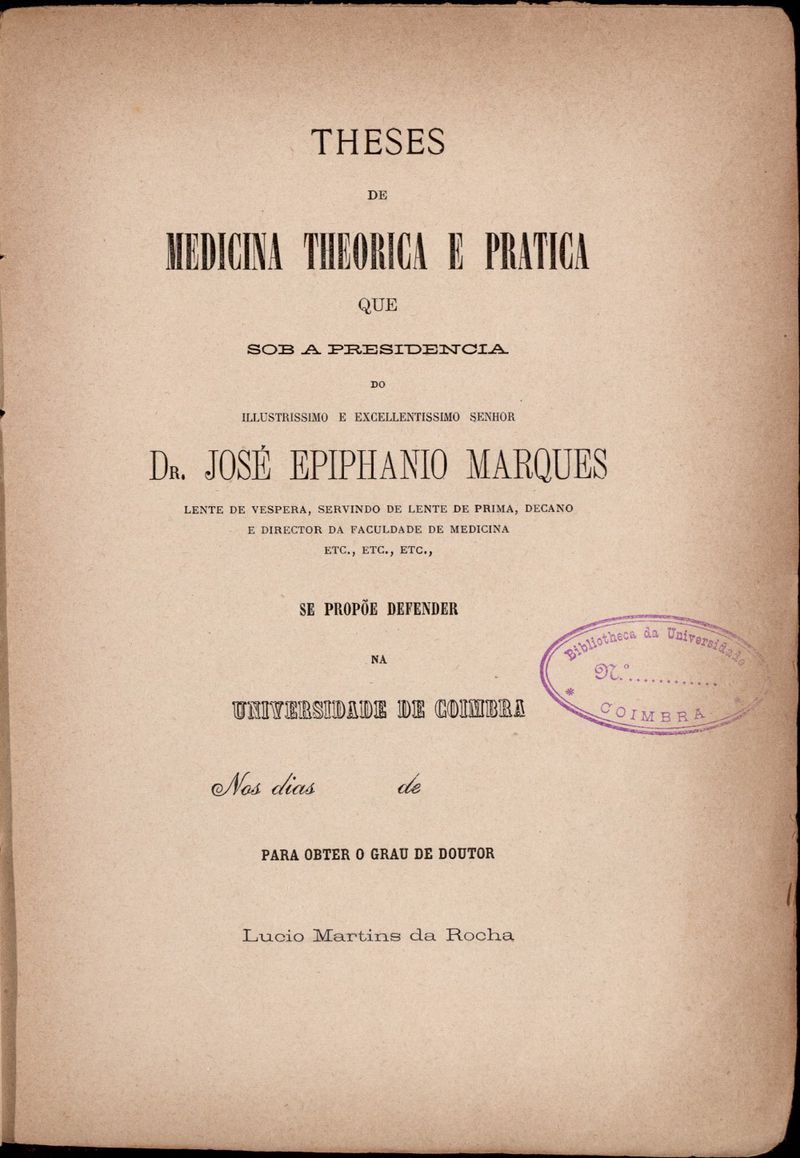 THESES
DE
MEDICINA THEORICA E PRATICA
QUE
SOB A PRESIDENCIA
DO
ILLUSTRISSIMO E EXCELLENTISSIMO SENHOR
DR. JOSÉ EPIPHANIO MARQUES
LENTE DE VESPERA, SERVINDO DE LENTE DE PRIMA, DECANO
E DIRECTOR DA FACULDADE DE MEDICINA
ETC., ETC., ETC.,
SE PROPÕE DEFENDER
NA
UNIVERSIDADE DE COIMBRA
Nos dias de
PARA OBTER O GRAU DE DOUTOR
Lucio Martins da Rocha
Bibliotheca da Universidade
N.º............
* COIMBRA *